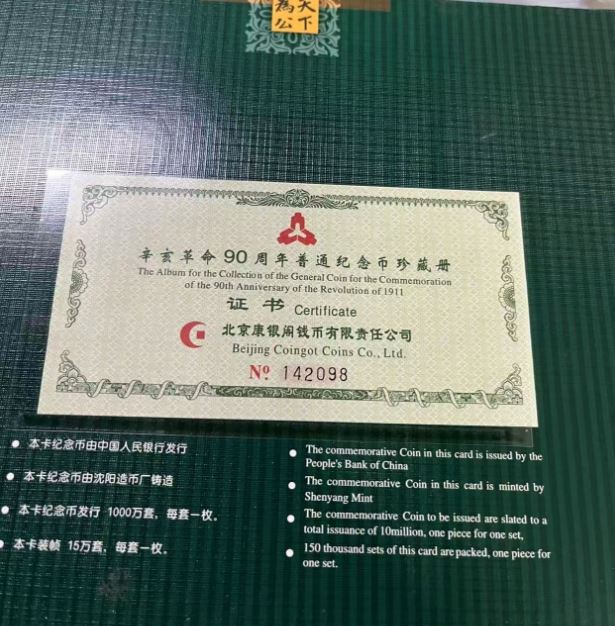 為天
公下
辛亥革命90周年普通纪念币珍藏册
The Album for the Collection of the General Coin for the Commemoration
of the 90th Anniversary of the Revolution of 1911
证书 Certificate
北京康银阁钱币有限责任公司
Beijing Coingot Coins Co., Ltd.
Nº 142098
本卡纪念币由中国人民银行发行
本卡纪念币由沈阳造币厂铸造
本卡纪念币发行 1000万套，每套一枚。
本卡装帧 15万套，每套一枚。
The commemorative Coin in this card is issued by the
People's Bank of China
The commemorative Coin in this card is minted by
Shenyang Mint
The commemorative Coin to be issued are slated to a
total issuance of 10million, one piece for one set,
150 thousand sets of this card are packed, one piece for
one set.